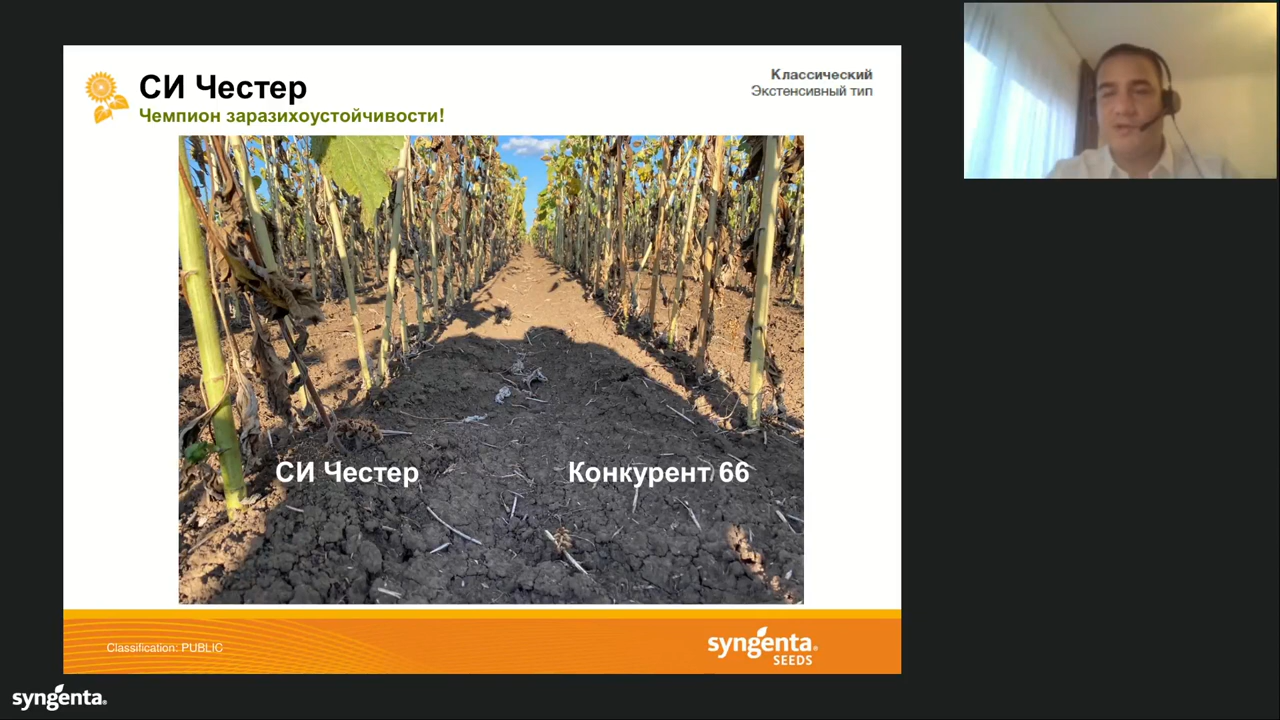 СИ Честер
Чемпион заразихоустойчивости!
Классический
Экстенсивный тип
СИ Честер
Конкурент 66
Classification: PUBLIC
syngenta
SEEDS
syngenta